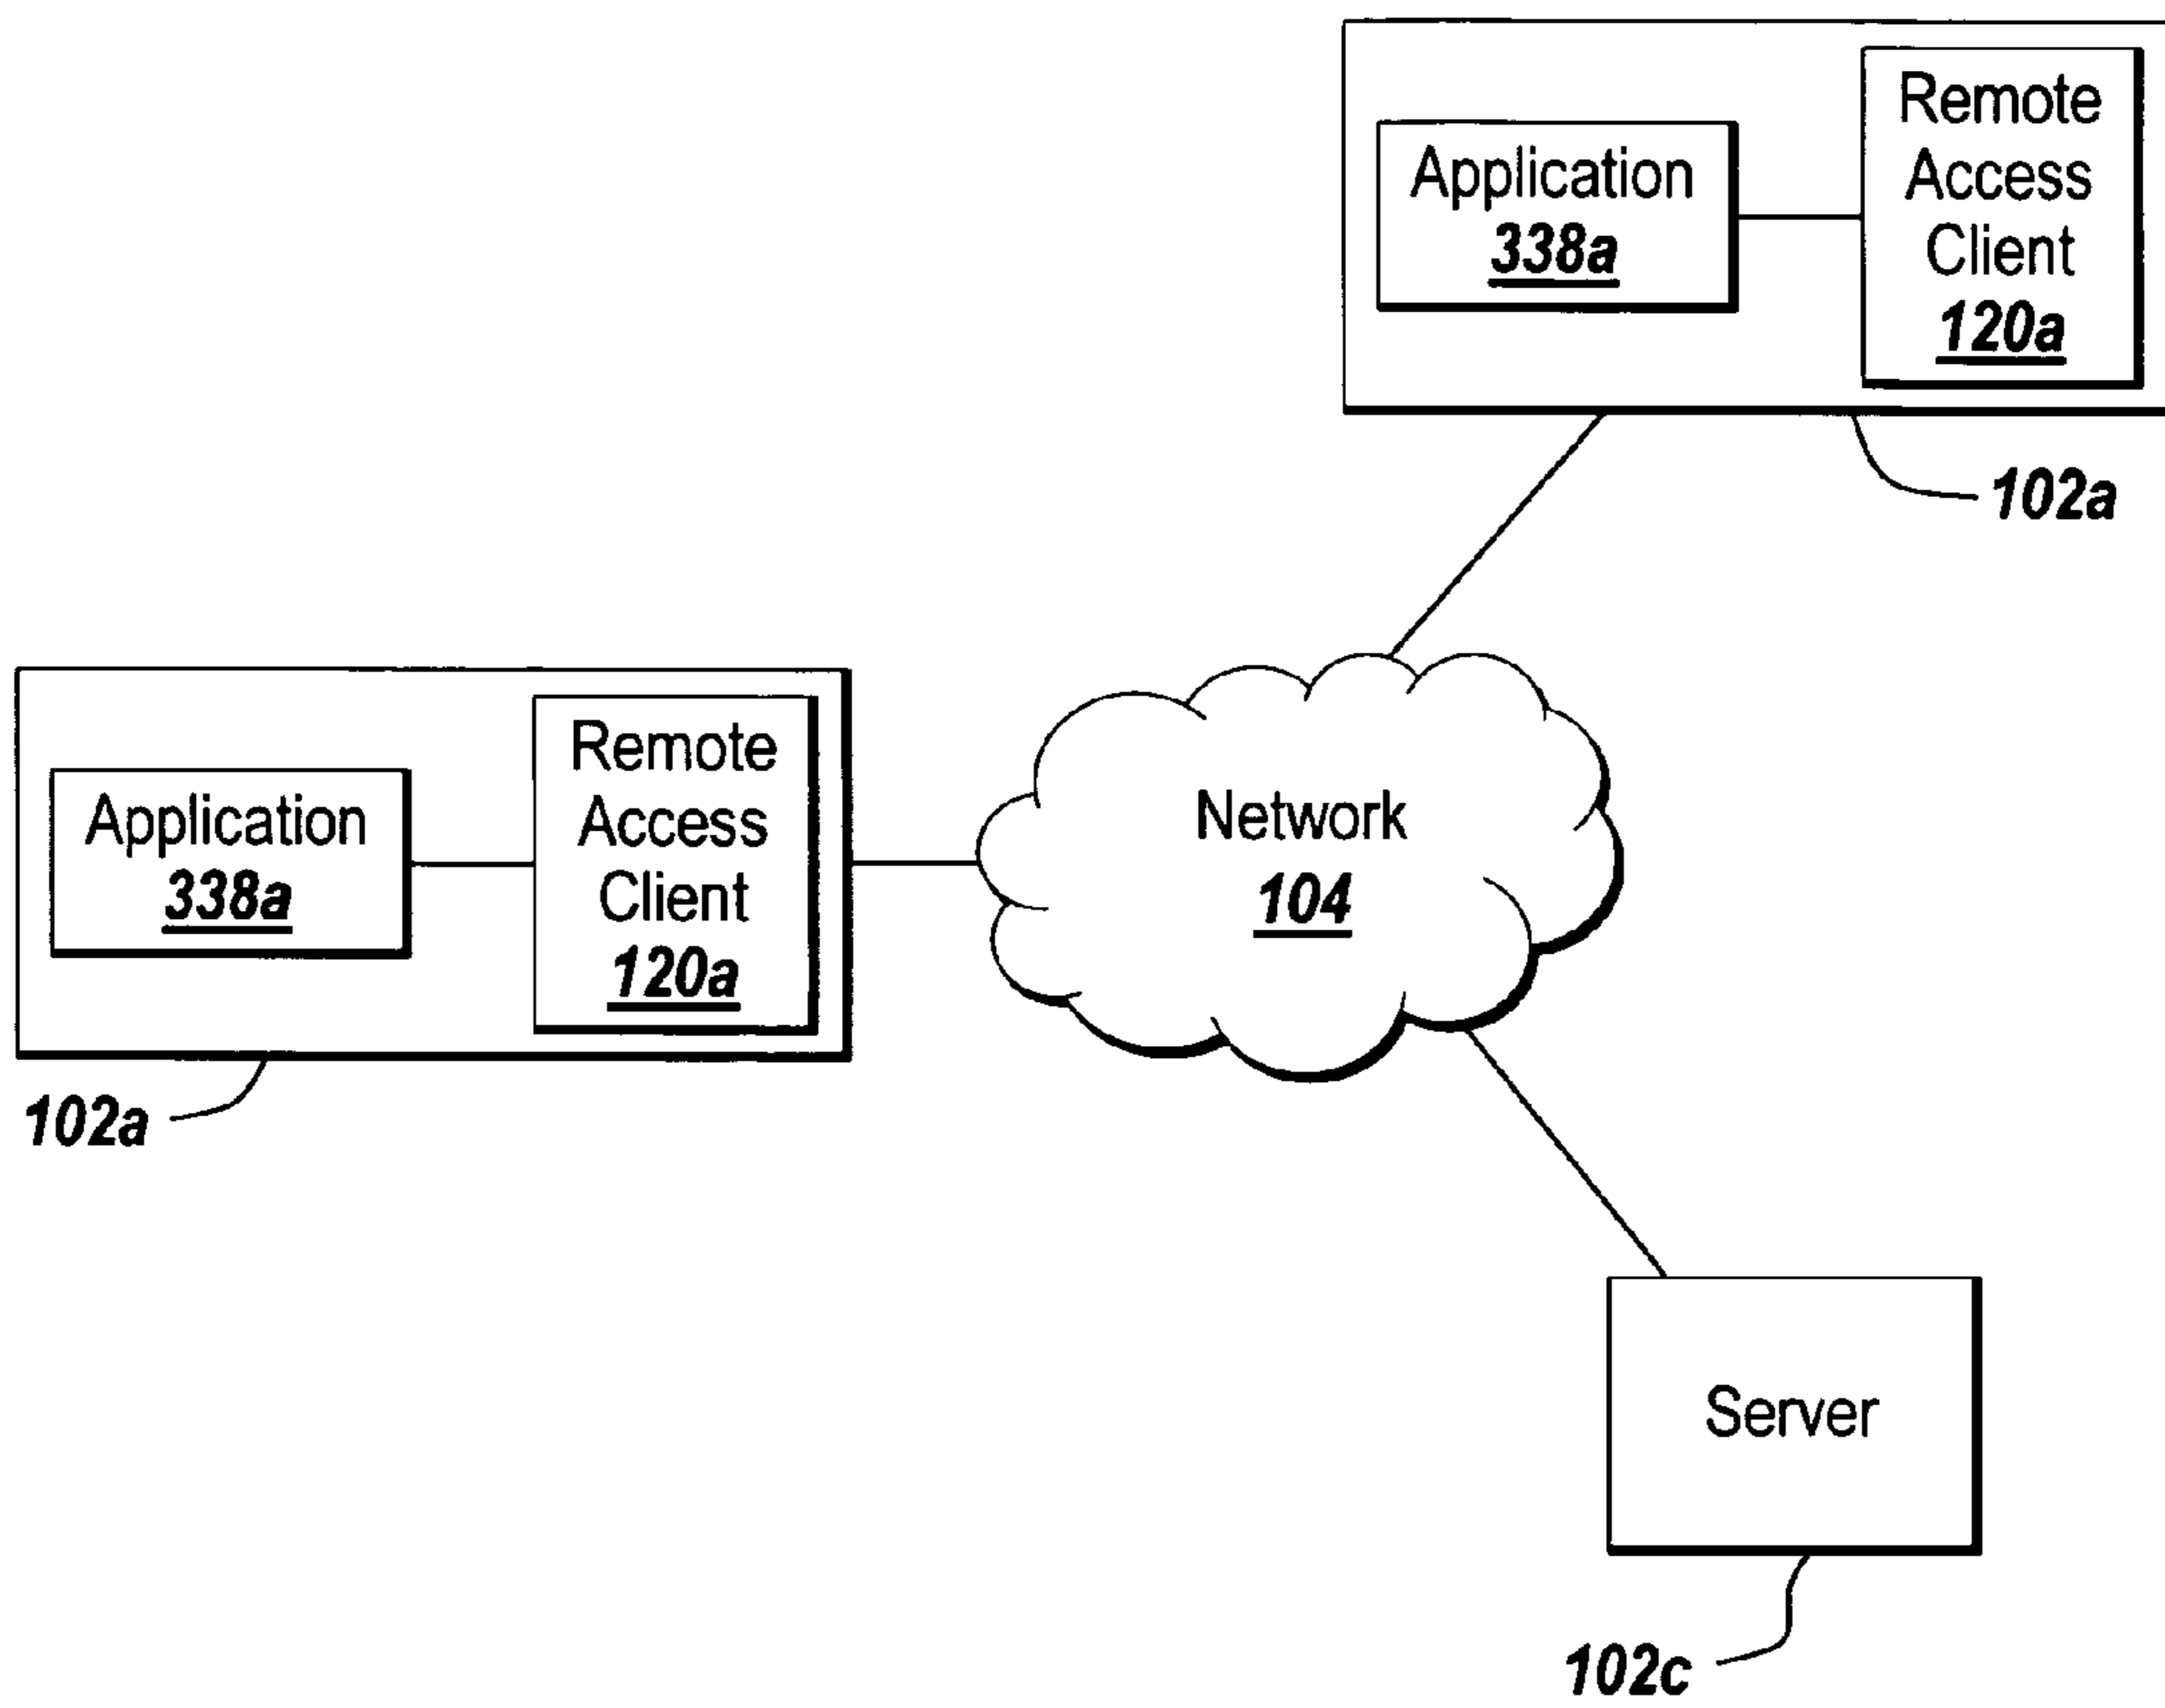 Application
338a
Remote
Access
Client
120a
102a
Application
338a
Remote
Access
Client
120a
102a
Network
104
Server
102c